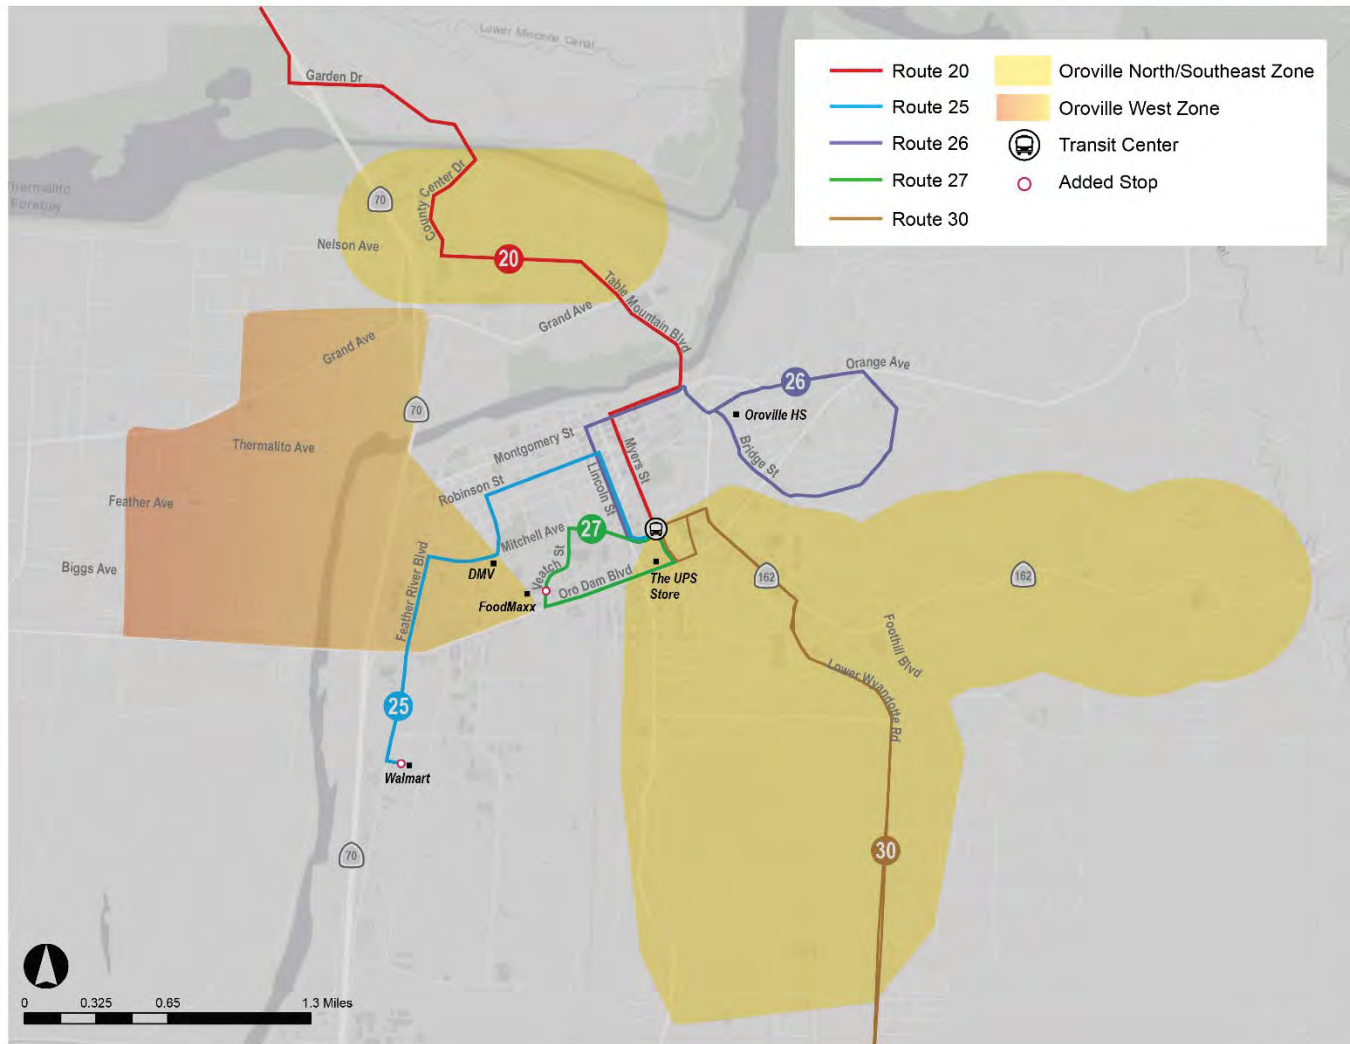 Lower Miocene Canal
Garden Dr
Route 20
Route 25
Route 26
Route 27
Route 30
Oroville North/Southeast Zone
Oroville West Zone
Transit Center
Added Stop
Thermalito
Forebay
70
County Center Dr
Nelson Ave
20
Table Mountain Blvd
Grand Ave
Grand Ave
Orange Ave
26
70
Oroville HS
Thermalito Ave
Montgomery St
Myers St
Bridge St
Robinson St
Lincoln St
Feather Ave
Mitchell Ave
27
Biggs Ave
DMV
Veatch St
Oro Dam Blvd
The UPS
Store
162
162
FoodMaxx
Feather River Blvd
Foothill Blvd
Lower Wyandotte Rd
25
Walmart
70
30
0
0.325
0.65
1.3 Miles